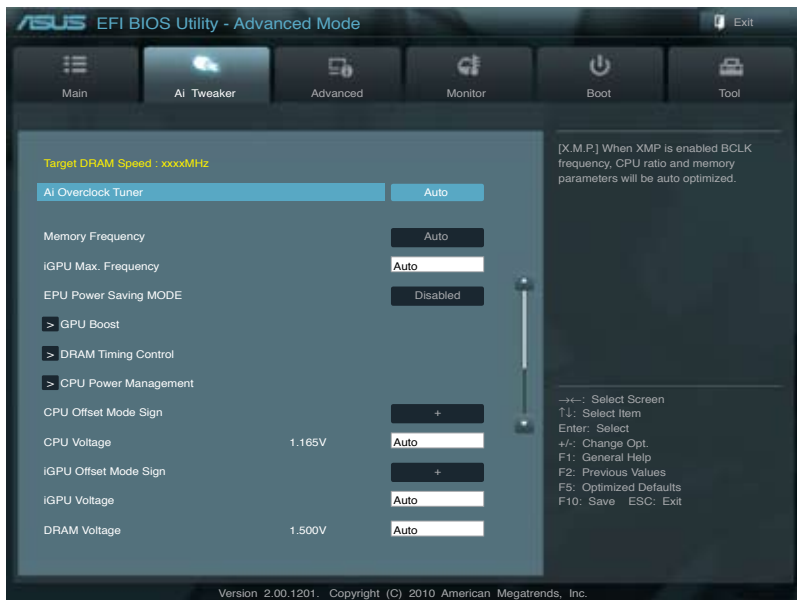 ASUS EFI BIOS Utility - Advanced Mode
Exit
Main
Ai Tweaker
Advanced
Monitor
Boot
Tool
Target DRAM Speed : xxxxMHz
Ai Overclock Tuner Auto
Memory Frequency Auto
iGPU Max. Frequency Auto
EPU Power Saving MODE Disabled
> GPU Boost
> DRAM Timing Control
> CPU Power Management
CPU Offset Mode Sign +
CPU Voltage 1.165V Auto
iGPU Offset Mode Sign +
iGPU Voltage Auto
DRAM Voltage 1.500V Auto
[X.M.P.] When XMP is enabled BCLK
frequency, CPU ratio and memory
parameters will be auto optimized.
→←: Select Screen
↑↓: Select Item
Enter: Select
+/-: Change Opt.
F1: General Help
F2: Previous Values
F5: Optimized Defaults
F10: Save ESC: Exit
Version 2.00.1201. Copyright (C) 2010 American Megatrends, Inc.